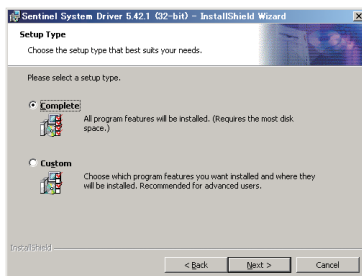 Sentinel System Driver 5.42.1 (32-bit) - InstallShield Wizard
Setup Type
Choose the setup type that best suits your needs.
Please select a setup type.
Complete
All program features will be installed. (Requires the most disk
space.)
Custom
Choose which program features you want installed and where they
will be installed. Recommended for advanced users.
InstallShield
< Back
Next >
Cancel